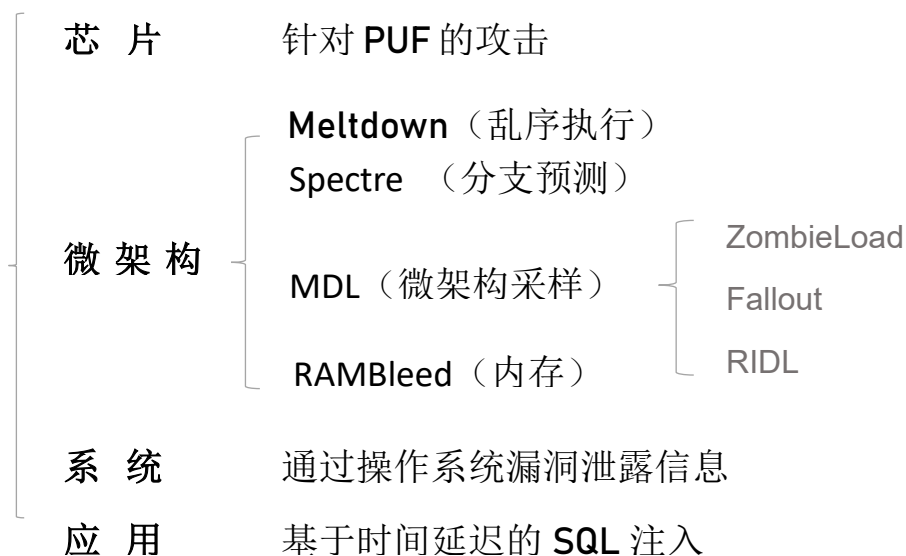 芯 片 针对 PUF 的攻击
Meltdown（乱序执行）
Spectre （分支预测）
微 架 构
MDL（微架构采样）
ZombieLoad
Fallout
RIDL
RAMBleed（内存）
系 统 通过操作系统漏洞泄露信息
应 用 基于时间延迟的 SQL 注入